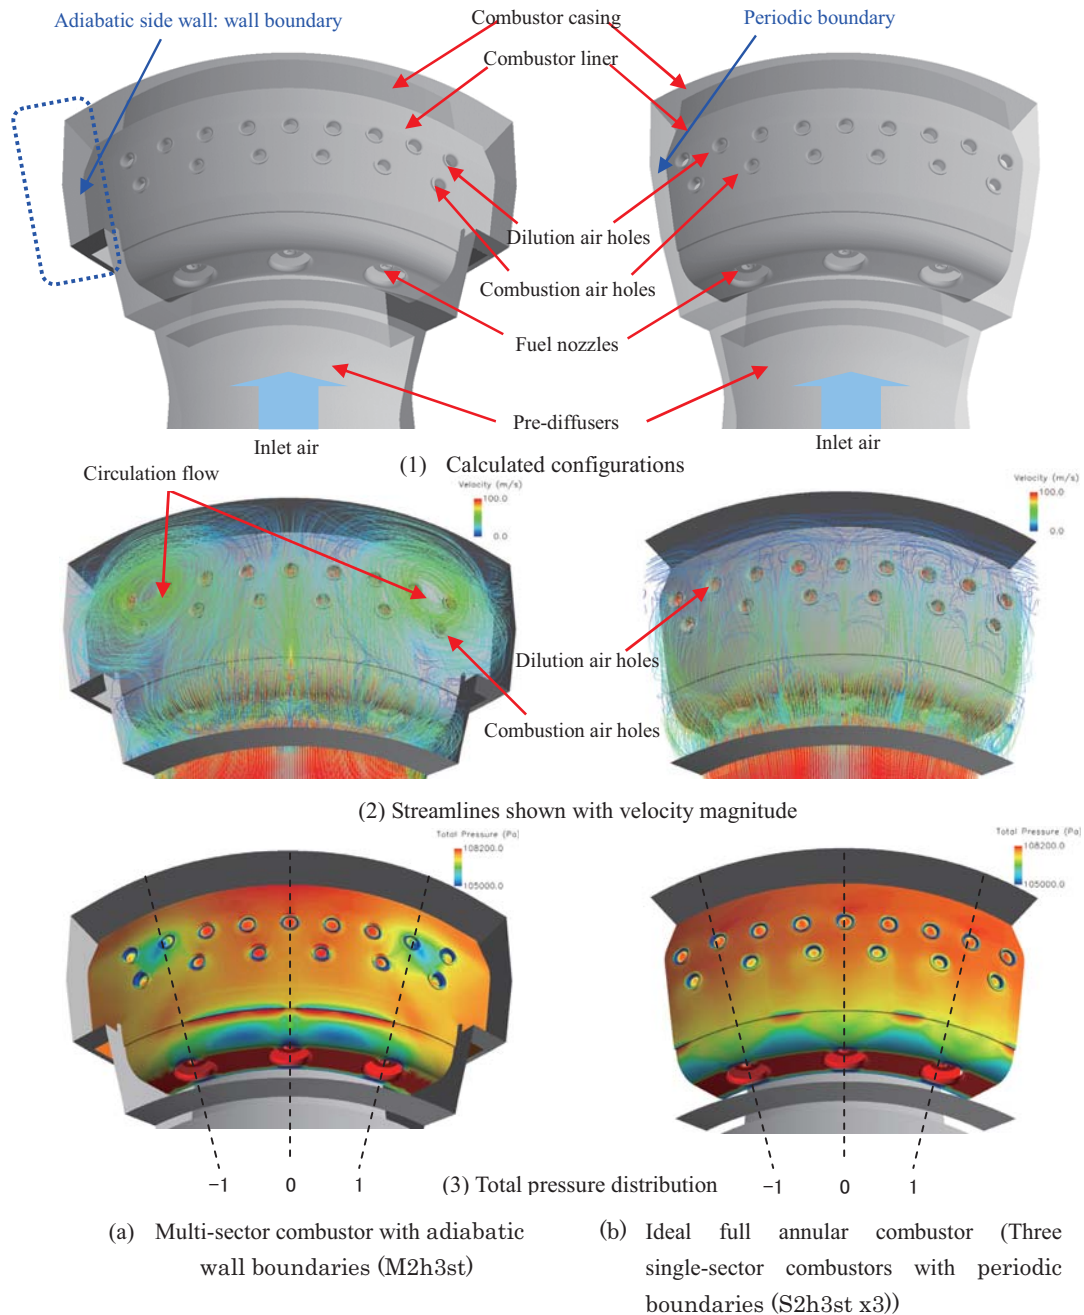 Adiabatic side wall: wall boundary
Combustor casing
Periodic boundary
Combustor liner
Dilution air holes
Combustion air holes
Fuel nozzles
Pre-diffusers
Inlet air
Inlet air
(1) Calculated configurations
Circulation flow
Velocity (m/s)
100.0
0.0
Velocity (m/s)
100.0
0.0
Dilution air holes
Combustion air holes
(2) Streamlines shown with velocity magnitude
Total Pressure (Pa)
108200.0
105000.0
Total Pressure (Pa)
108200.0
105000.0
-1 0 1
(3) Total pressure distribution
-1 0 1
(a) Multi-sector combustor with adiabatic
wall boundaries (M2h3st)
(b) Ideal full annular combustor (Three
single-sector combustors with periodic
boundaries (S2h3st x3))